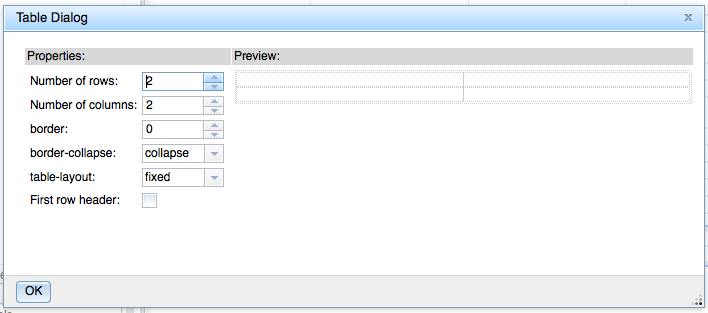 Table Dialog x
Properties: Preview:
Number of rows: 2
Number of columns: 2
border: 0
border-collapse: collapse
table-layout: fixed
First row header:
OK